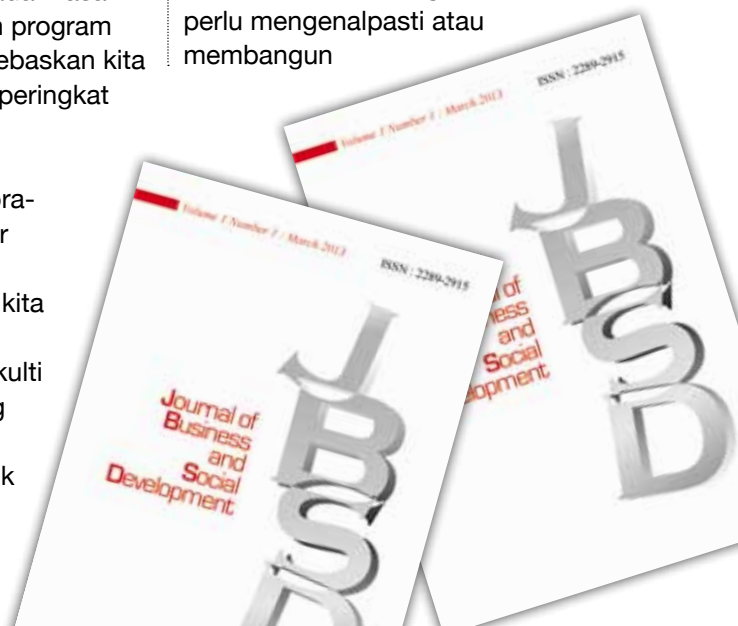 program
ebaskan kita
peringkat
ra-
r
kita
kulti
g
k
perlu mengenalpasti atau
membangun
Volume 1 Number 1 / March 2013
ISSN : 2289-2915
Journal of
Business
and
Social
Development
JBSD
Volume 1 Number 1 / March 2013
ISSN : 2289-2915
l of
ness
and
Social
lopment
JBSD